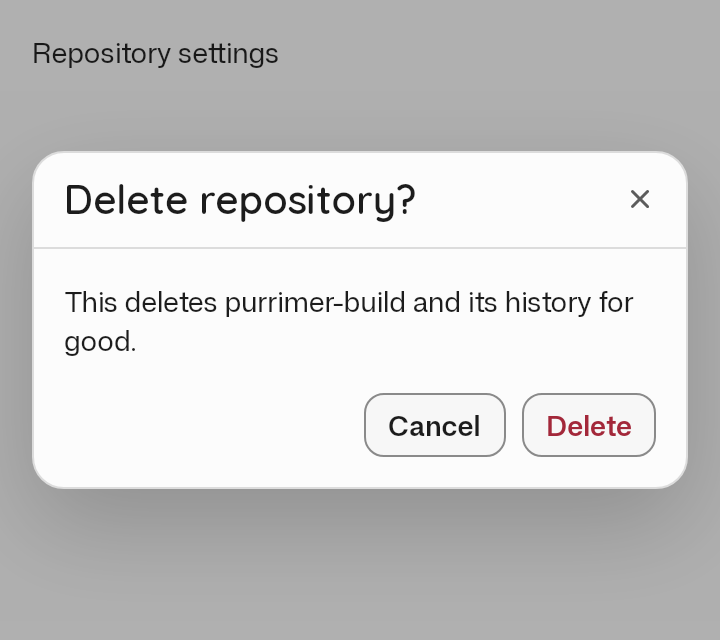 Repository settings
Delete repository?
This deletes purrimer-build and its history for
good.
Cancel
Delete